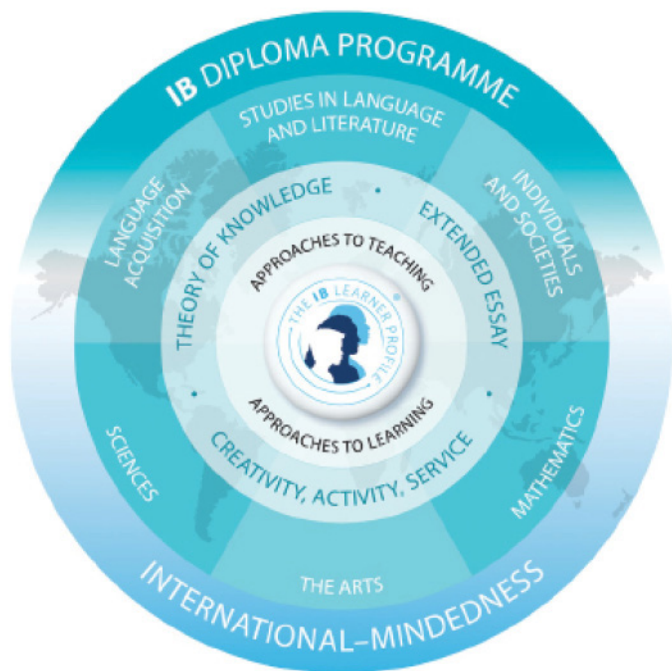 IB DIPLOMA PROGRAMME
STUDIES IN LANGUAGE
AND LITERATURE
LANGUAGE
ACQUISITION
INDIVIDUALS
AND SOCIETIES
THEORY OF KNOWLEDGE
•
EXTENDED ESSAY
•
APPROACHES TO TEACHING
THE IB LEARNER PROFILE
®
APPROACHES TO LEARNING
•
CREATIVITY, ACTIVITY, SERVICE
SCIENCES
MATHEMATICS
THE ARTS
INTERNATIONAL–MINDEDNESS